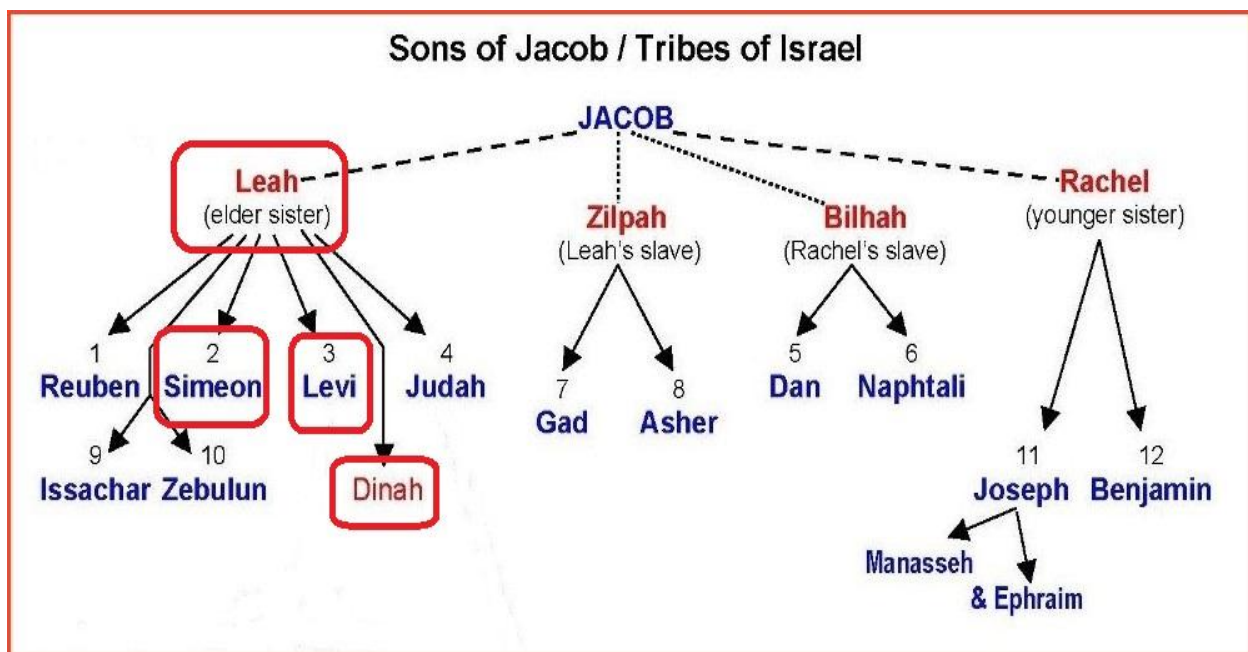 Sons of Jacob / Tribes of Israel
JACOB
Leah
(elder sister)
Zilpah
(Leah's slave)
Bilhah
(Rachel's slave)
Rachel
(younger sister)
1
Reuben
2
Simeon
3
Levi
4
Judah
7
Gad
8
Asher
5
Dan
6
Naphtali
9
Issachar
10
Zebulun
Dinah
11
Joseph
12
Benjamin
Manasseh
& Ephraim